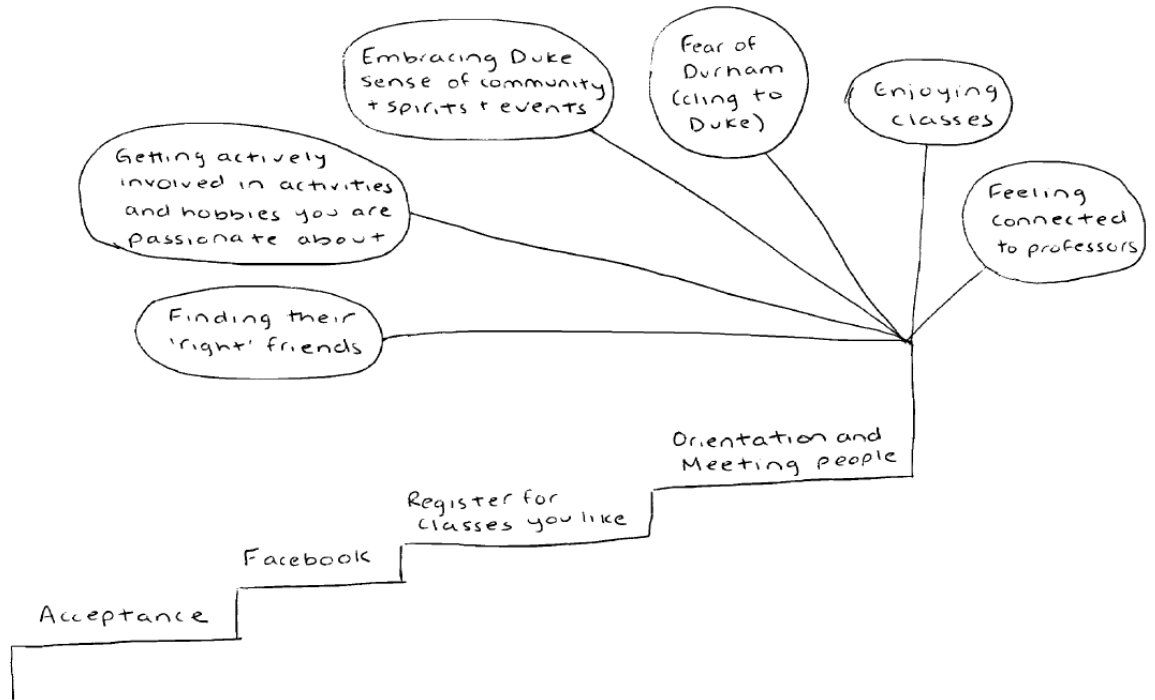 Embracing Duke
sense of community
+ spirits + events
Fear of
Durham
(cling to
Duke)
Enjoying
classes
Getting actively
involved in activities
and hobbies you are
passionate about
Feeling
connected
to professors
Finding their
'right' friends
Orientation and
Meeting people
Register for
classes you like
Facebook
Acceptance